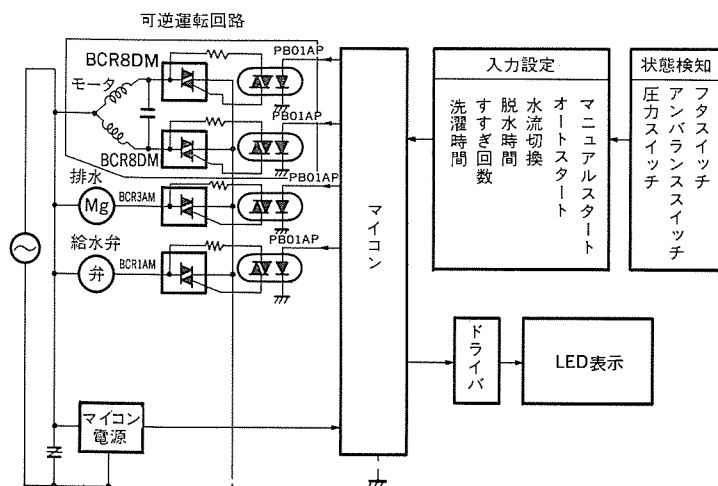 可逆運転回路
BCR8DM
モータ
BCR8DM
PB01AP
PB01AP
PB01AP
PB01AP
排水
Mg
BCR3AM
給水弁
弁
BCR1AM
マイコン
電源
マイコン
入力設定
マニュアルスタート
オートスタート
水流切換
脱水時間
すすぎ回数
洗濯時間
状態検知
フタスイッチ
アンバランススイッチ
圧力スイッチ
ドライバ
LED表示